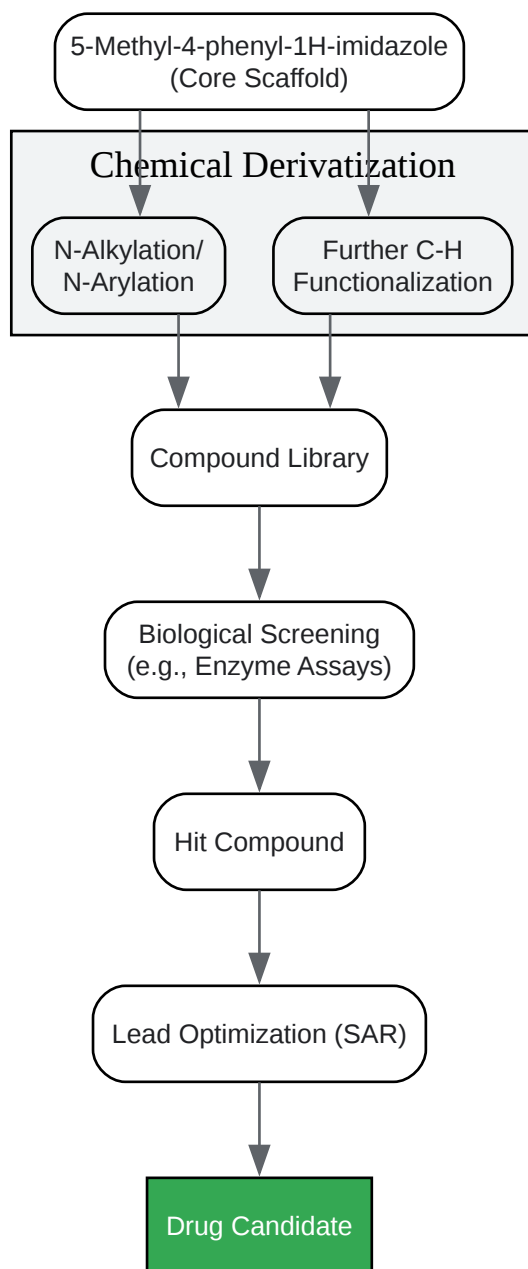 5-Methyl-4-phenyl-1H-imidazole
(Core Scaffold)
Chemical Derivatization
N-Alkylation/
N-Arylation
Further C-H
Functionalization
Compound Library
Biological Screening
(e.g., Enzyme Assays)
Hit Compound
Lead Optimization (SAR)
Drug Candidate